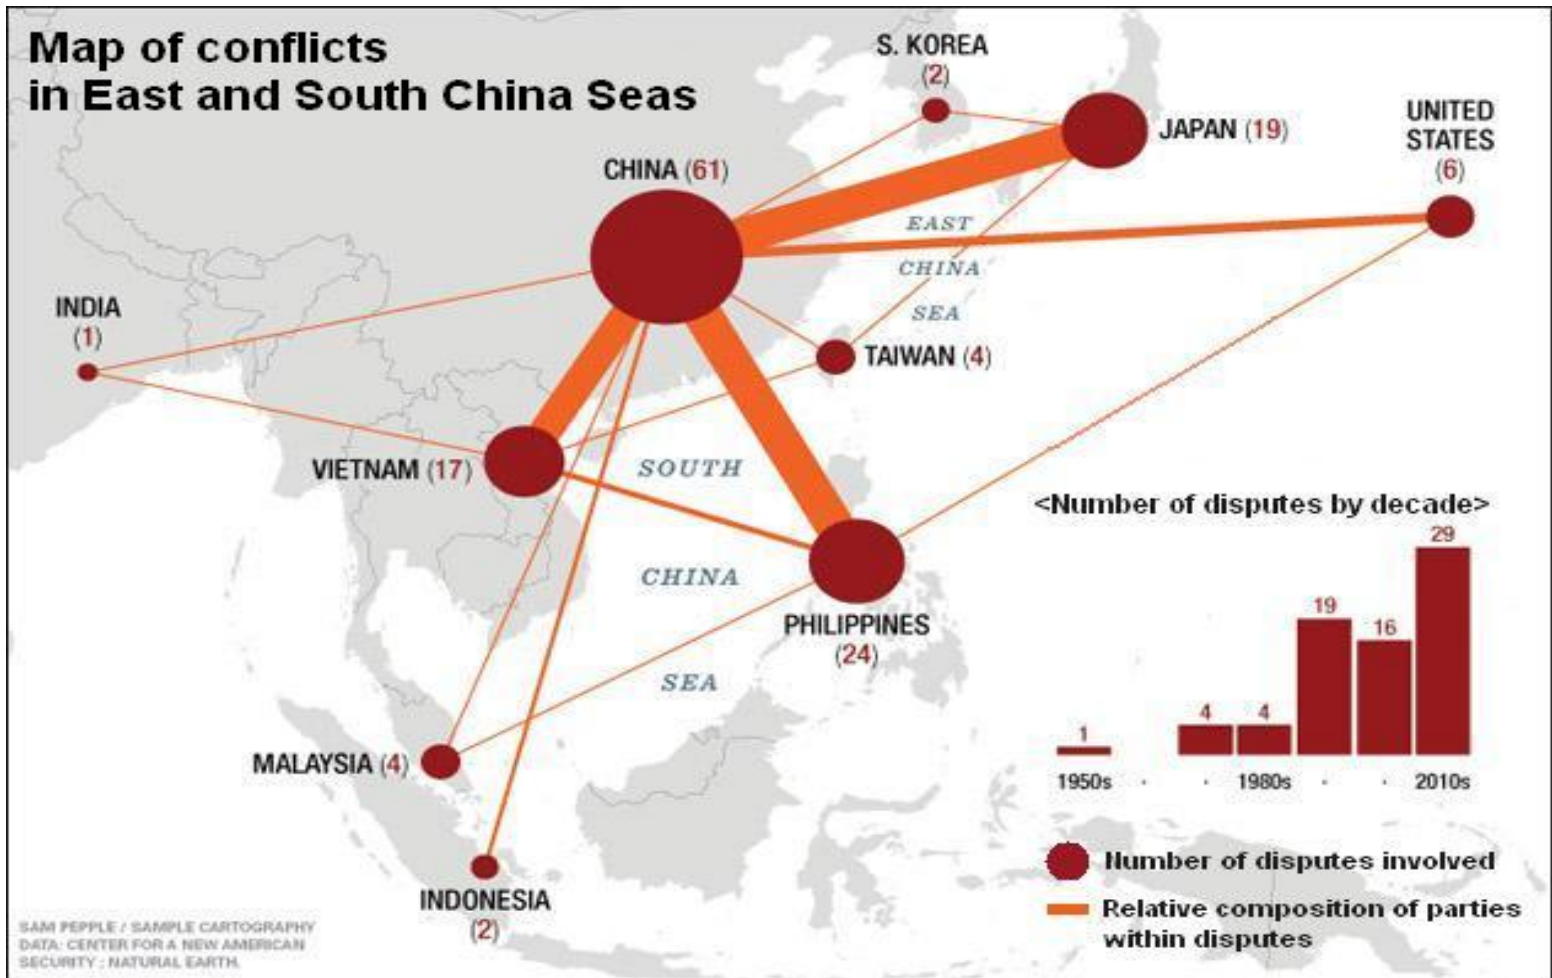 Map of conflicts
in East and South China Seas
S. KOREA
(2)
JAPAN (19)
UNITED
STATES
(6)
CHINA (61)
EAST
CHINA
SEA
INDIA
(1)
TAIWAN (4)
VIETNAM (17)
SOUTH
CHINA
SEA
PHILIPPINES
(24)
MALAYSIA (4)
INDONESIA
(2)
<Number of disputes by decade>
29
19
16
4
4
1
1950s · · 1980s · · 2010s
Number of disputes involved
Relative composition of parties
within disputes
SAM PEPPLE / SAMPLE CARTOGRAPHY
DATA: CENTER FOR A NEW AMERICAN
SECURITY ; NATURAL EARTH.